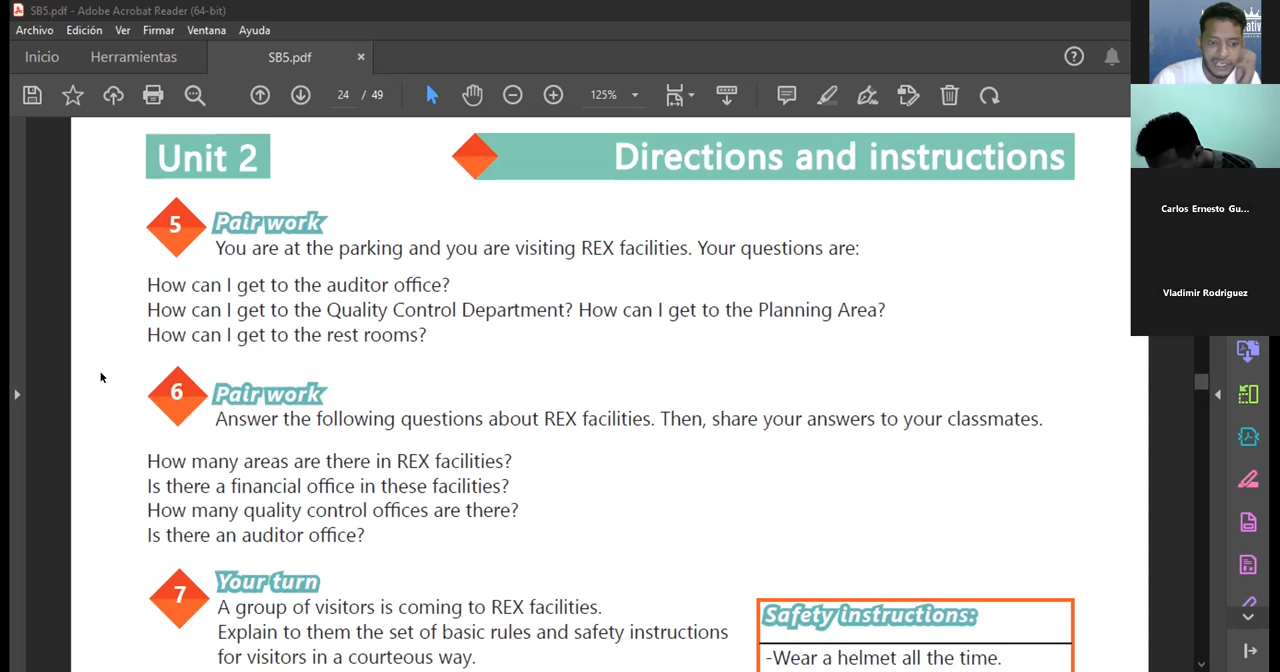 SB5.pdf - Adobe Acrobat Reader (64-bit)
Archivo Edición Ver Firmar Ventana Ayuda
Inicio Herramientas SB5.pdf ×
24 / 49 125%
Unit 2 Directions and instructions
5 Pair work
You are at the parking and you are visiting REX facilities. Your questions are:
How can I get to the auditor office?
How can I get to the Quality Control Department? How can I get to the Planning Area?
How can I get to the rest rooms?
6 Pair work
Answer the following questions about REX facilities. Then, share your answers to your classmates.
How many areas are there in REX facilities?
Is there a financial office in these facilities?
How many quality control offices are there?
Is there an auditor office?
7 Your turn
A group of visitors is coming to REX facilities.
Explain to them the set of basic rules and safety instructions
for visitors in a courteous way.
Safety instructions:
-Wear a helmet all the time.
Carlos Ernesto Gu...
Vladimir Rodriguez